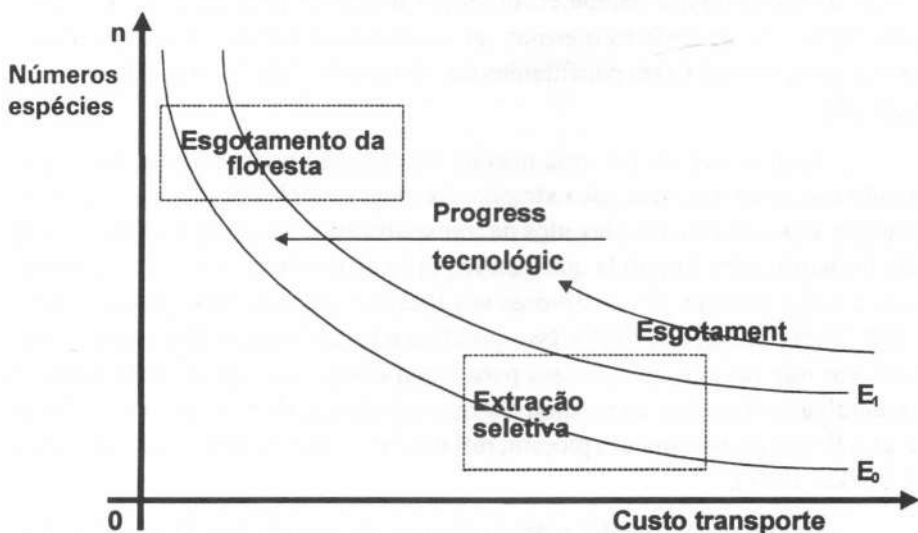 n
Números
espécies
Esgotamento da
floresta
Progress
tecnológic
Esgotament
E₁
Extração
seletiva
E₀
0
Custo transporte